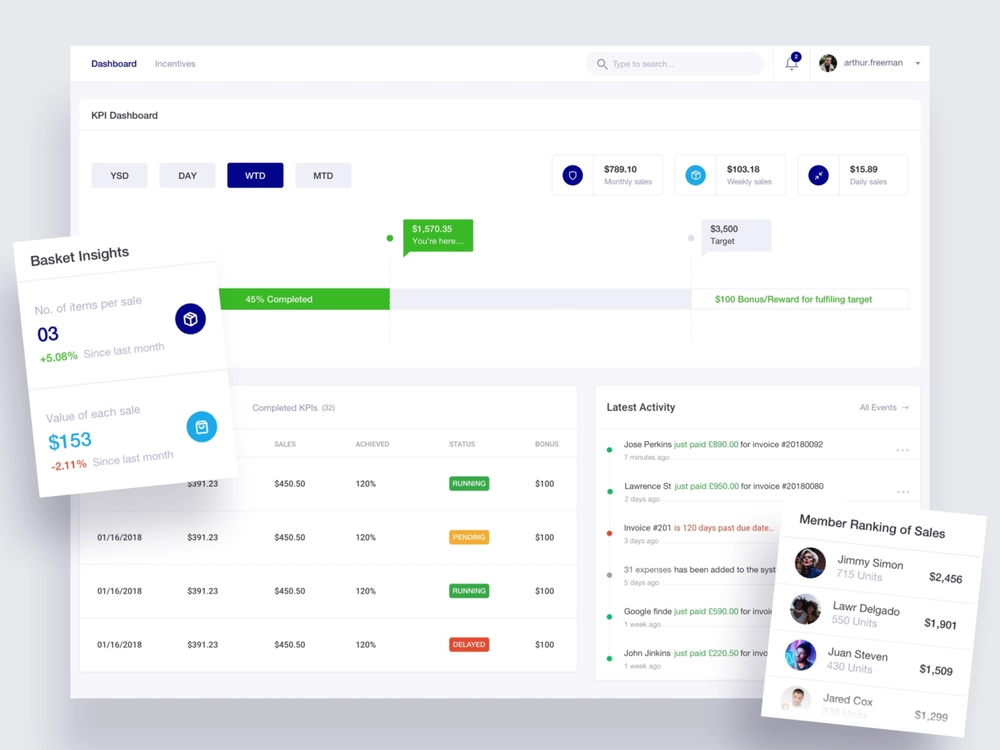 Dashboard
Incentives
Type to search...
2
arthur.freeman
KPI Dashboard
YSD
DAY
WTD
MTD
$789.10
Monthly sales
$103.18
Weekly sales
$15.89
Daily sales
$1,570.35
You're here...
$3,500
Target
45% Completed
$100 Bonus/Reward for fulfiling target
Basket Insights
No. of items per sale
03
+5.08% Since last month
Value of each sale
$153
-2.11% Since last month
Completed KPIs (32)
SALES
ACHIEVED
STATUS
BONUS
$391.23
$450.50
120%
RUNNING
$100
01/16/2018
$391.23
$450.50
120%
PENDING
$100
01/16/2018
$391.23
$450.50
120%
RUNNING
$100
01/16/2018
$391.23
$450.50
120%
DELAYED
$100
Latest Activity
All Events →
Jose Perkins just paid £890.00 for invoice #20180092
7 minutes ago
Lawrence St just paid £950.00 for invoice #20180080
2 days ago
Invoice #201 is 120 days past due date...
3 days ago
31 expenses has been added to the syst
5 days ago
Google finde just paid £590.00 for invoic
1 week ago
John Jinkins just paid £220.50 for invo
1 week ago
Member Ranking of Sales
Jimmy Simon
715 Units
$2,456
Lawr Delgado
550 Units
$1,901
Juan Steven
430 Units
$1,509
Jared Cox
235 Units
$1,299